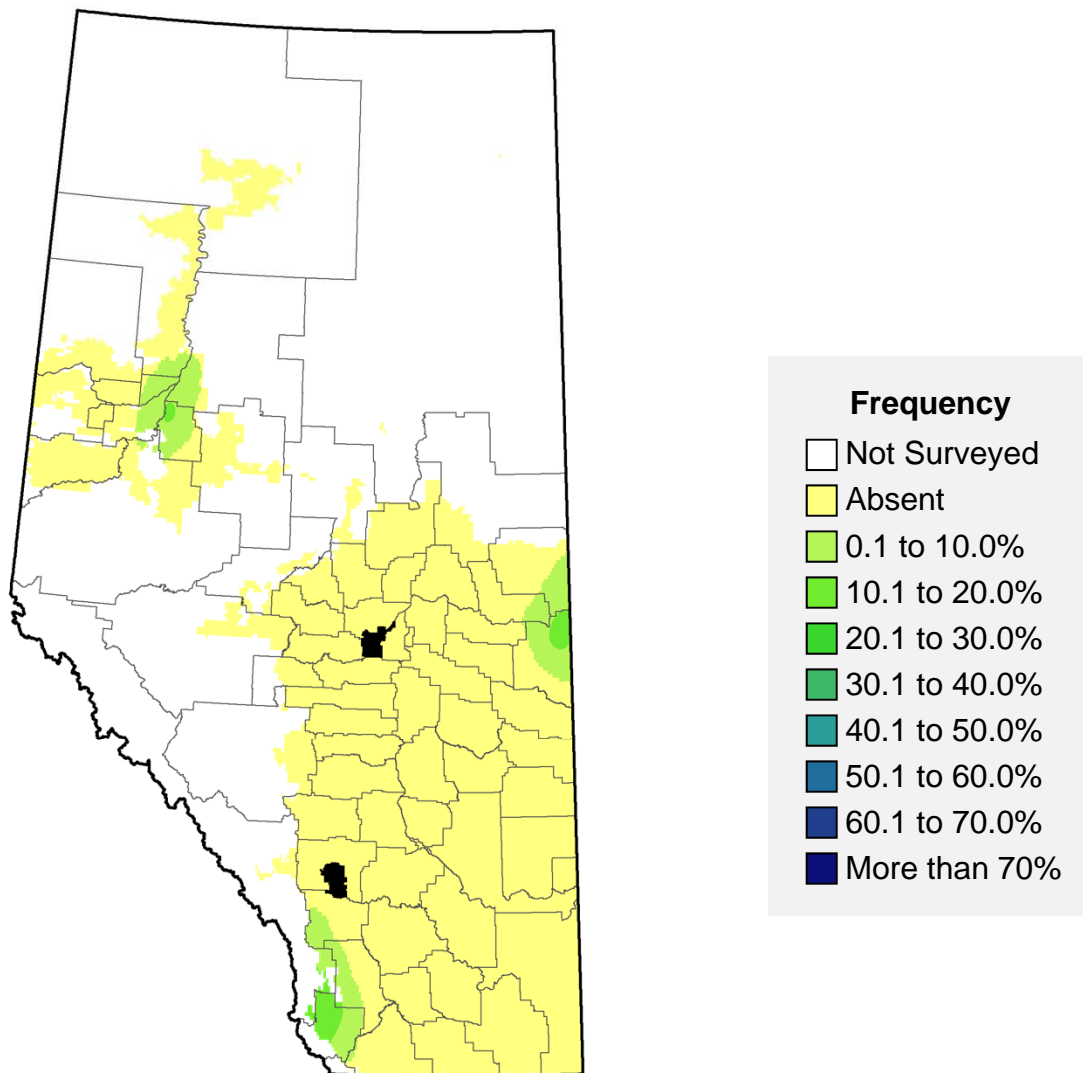 Frequency
Not Surveyed
Absent
0.1 to 10.0%
10.1 to 20.0%
20.1 to 30.0%
30.1 to 40.0%
40.1 to 50.0%
50.1 to 60.0%
60.1 to 70.0%
More than 70%